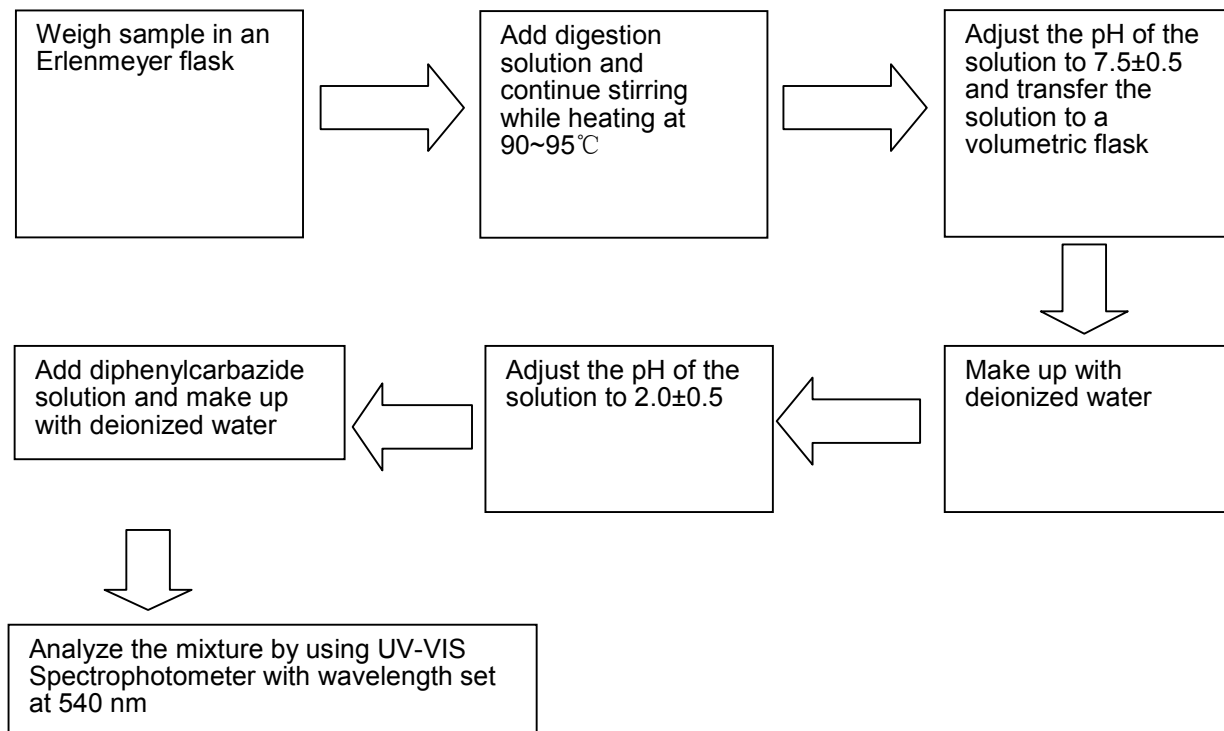 Weigh sample in an
Erlenmeyer flask
Add digestion
solution and
continue stirring
while heating at
90~95℃
Adjust the pH of the
solution to 7.5±0.5
and transfer the
solution to a
volumetric flask
Make up with
deionized water
Adjust the pH of the
solution to 2.0±0.5
Add diphenylcarbazide
solution and make up
with deionized water
Analyze the mixture by using UV-VIS
Spectrophotometer with wavelength set
at 540 nm